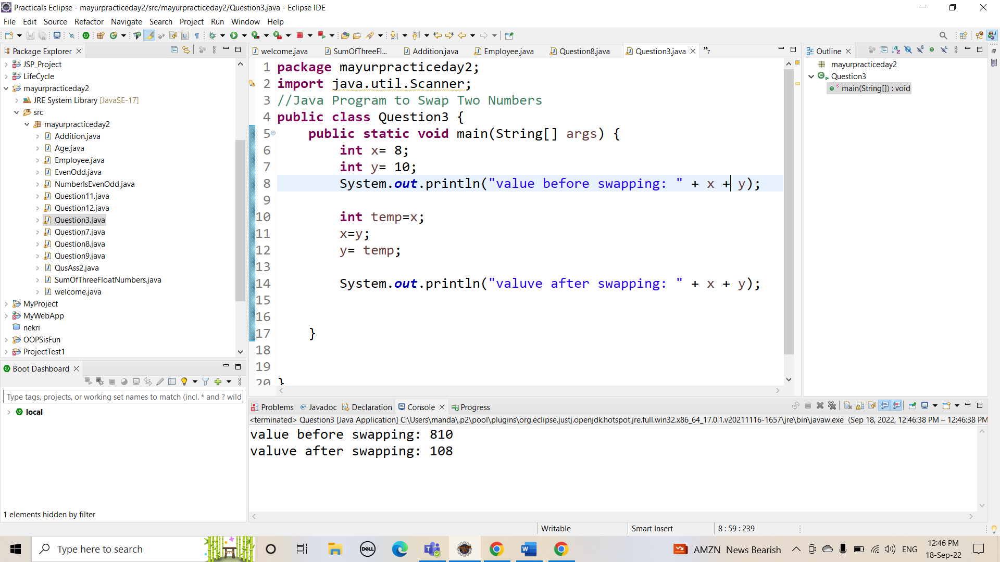 Practicals Eclipse - mayurpracticeday2/src/mayurpracticeday2/Question3.java - Eclipse IDE
File Edit Source Refactor Navigate Search Project Run Window Help
Package Explorer
JSP_Project
LifeCycle
mayurpracticeday2
JRE System Library [JavaSE-17]
src
mayurpracticeday2
Addition.java
Age.java
Employee.java
EvenOdd.java
NumberIsEvenOdd.java
Question11.java
Question12.java
Question3.java
Question7.java
Question8.java
Question9.java
QusAss2.java
SumOfThreeFloatNumbers.java
welcome.java
MyProject
MyWebApp
nekri
OOPSisFun
ProjectTest1
Boot Dashboard
Type tags, projects, or working set names to match (incl. * and ? wild
local
1 elements hidden by filter
welcome.java SumOfThreeFl... Addition.java Employee.java Question8.java Question3.java »7
1 package mayurpracticeday2;
2 import java.util.Scanner;
3 //Java Program to Swap Two Numbers
4 public class Question3 {
5 public static void main(String[] args) {
6 int x= 8;
7 int y= 10;
8 System.out.println("value before swapping: " + x + y);
9
10 int temp=x;
11 x=y;
12 y= temp;
13
14 System.out.println("valuve after swapping: " + x + y);
15
16
17 }
18
19
20 }
Outline
mayurpracticeday2
Question3
main(String[]) : void
Problems @ Javadoc Declaration Console Progress
<terminated> Question3 [Java Application] C:\Users\manda\.p2\pool\plugins\org.eclipse.justj.openjdk.hotspot.jre.full.win32.x86_64_17.0.1.v20211116-1657\jre\bin\javaw.exe (Sep 18, 2022, 12:46:38 PM – 12:46:38 PM
value before swapping: 810
valuve after swapping: 108
Writable Smart Insert 8 : 59 : 239
Type here to search
DELL
AMZN News Bearish
ENG
12:46 PM
18-Sep-22